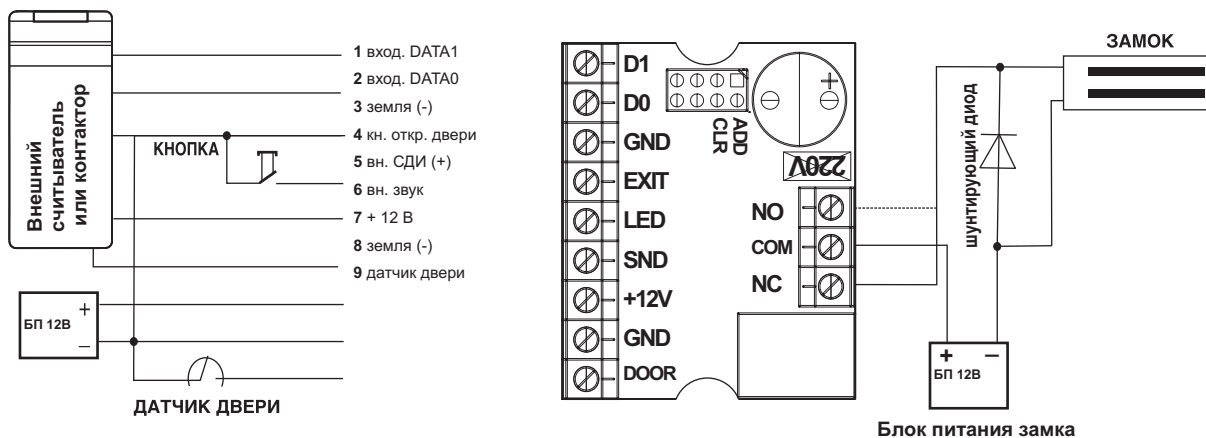 Внешний
считыватель
или контактор
1 вход. DATA1
2 вход. DATA0
3 земля (-)
4 кн. откр. двери
5 вн. СДИ (+)
6 вн. звук
7 + 12 В
8 земля (-)
9 датчик двери
КНОПКА
+
БП 12В
–
ДАТЧИК ДВЕРИ
D1
D0
GND
EXIT
LED
SND
+12V
GND
DOOR
ADD
CLR
+
220V
NO
COM
NC
шунтирующий диод
ЗАМОК
+ –
БП 12В
Блок питания замка